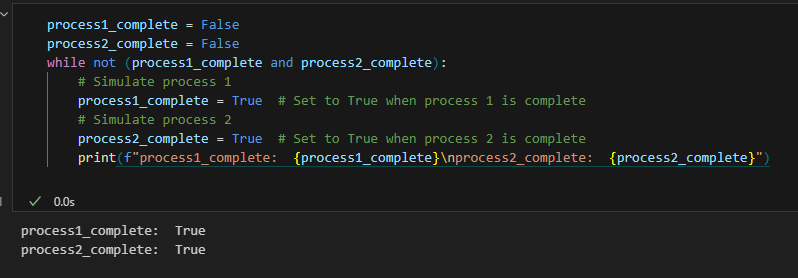 process1_complete = False
process2_complete = False
while not (process1_complete and process2_complete):
    # Simulate process 1
    process1_complete = True  # Set to True when process 1 is complete
    # Simulate process 2
    process2_complete = True  # Set to True when process 2 is complete
    print(f"process1_complete:  {process1_complete}\nprocess2_complete:  {process2_complete}")
0.0s
process1_complete:  True
process2_complete:  True